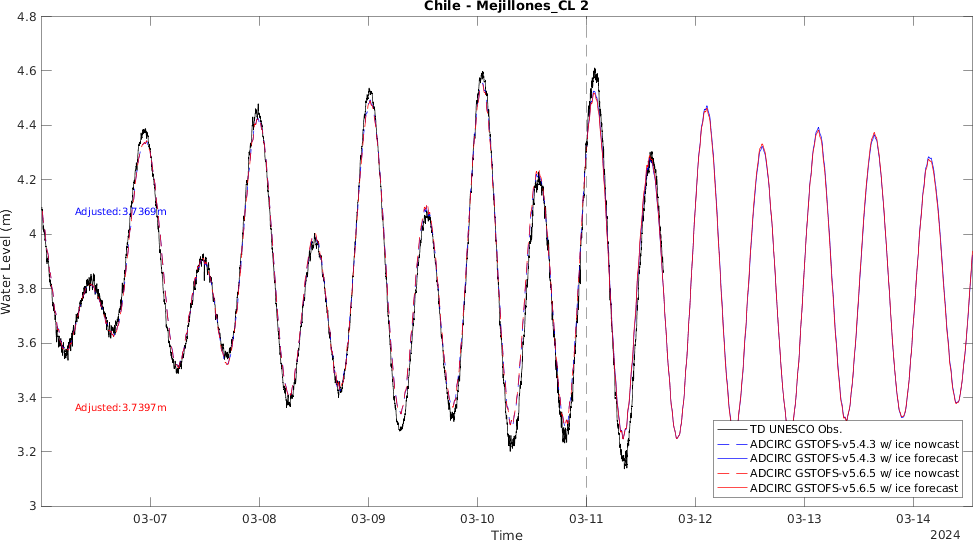 Chile - Mejillones_CL 2
4.8
4.6
4.4
4.2
4
3.8
3.6
3.4
3.2
3
Water Level (m)
Adjusted:3.7369m
Adjusted:3.7397m
TD UNESCO Obs.
ADCIRC GSTOFS-v5.4.3 w/ ice nowcast
ADCIRC GSTOFS-v5.4.3 w/ ice forecast
ADCIRC GSTOFS-v5.6.5 w/ ice nowcast
ADCIRC GSTOFS-v5.6.5 w/ ice forecast
03-07 03-08 03-09 03-10 03-11 03-12 03-13 03-14
Time
2024